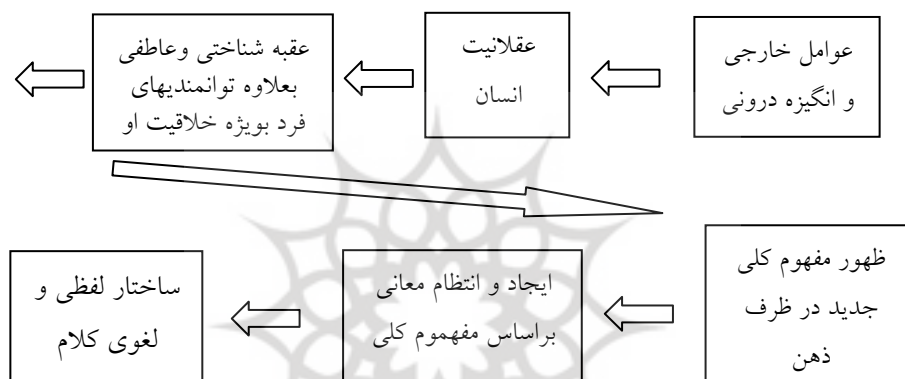 عوامل خارجی
و انگیزه درونی
عقلانیت
انسان
عقبه شناختی وعاطفی
بعلاوه توانمندیهای
فرد بویژه خلاقیت او
ظهور مفهوم کلی
جدید در ظرف
ذهن
ایجاد و انتظام معانی
براساس مفهموم کلی
ساختار لفظی و
لغوی کلام